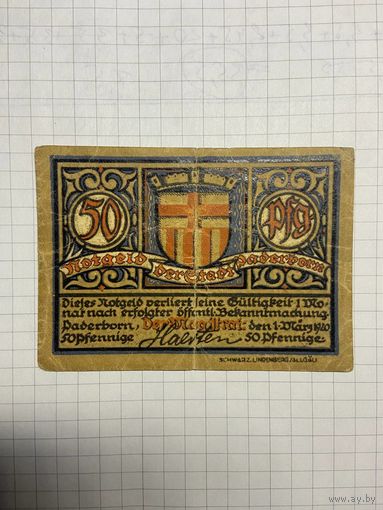 50
Pfg.
Notgeld der Stadt Paderborn
Dieses Notgeld verliert seine Gültigkeit 1 Mo-
nat nach erfolgter öffentl. Bekanntmachung
Paderborn, Der Magistrat: den 1. März 1920
50 Pfennige 50 Pfennige
SCHWARZ, LINDENBERG/ALLGÄU
www.ay.by